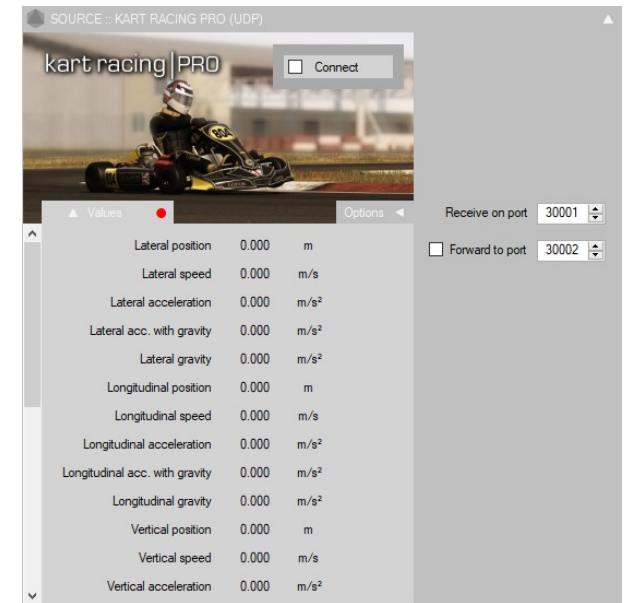 SOURCE :: KART RACING PRO (UDP)
kart racing|PRO
Connect
804
▲ Values
Options ◄
Receive on port 30001
Forward to port 30002
Lateral position 0.000 m
Lateral speed 0.000 m/s
Lateral acceleration 0.000 m/s²
Lateral acc. with gravity 0.000 m/s²
Lateral gravity 0.000 m/s²
Longitudinal position 0.000 m
Longitudinal speed 0.000 m/s
Longitudinal acceleration 0.000 m/s²
Longitudinal acc. with gravity 0.000 m/s²
Longitudinal gravity 0.000 m/s²
Vertical position 0.000 m
Vertical speed 0.000 m/s
Vertical acceleration 0.000 m/s²